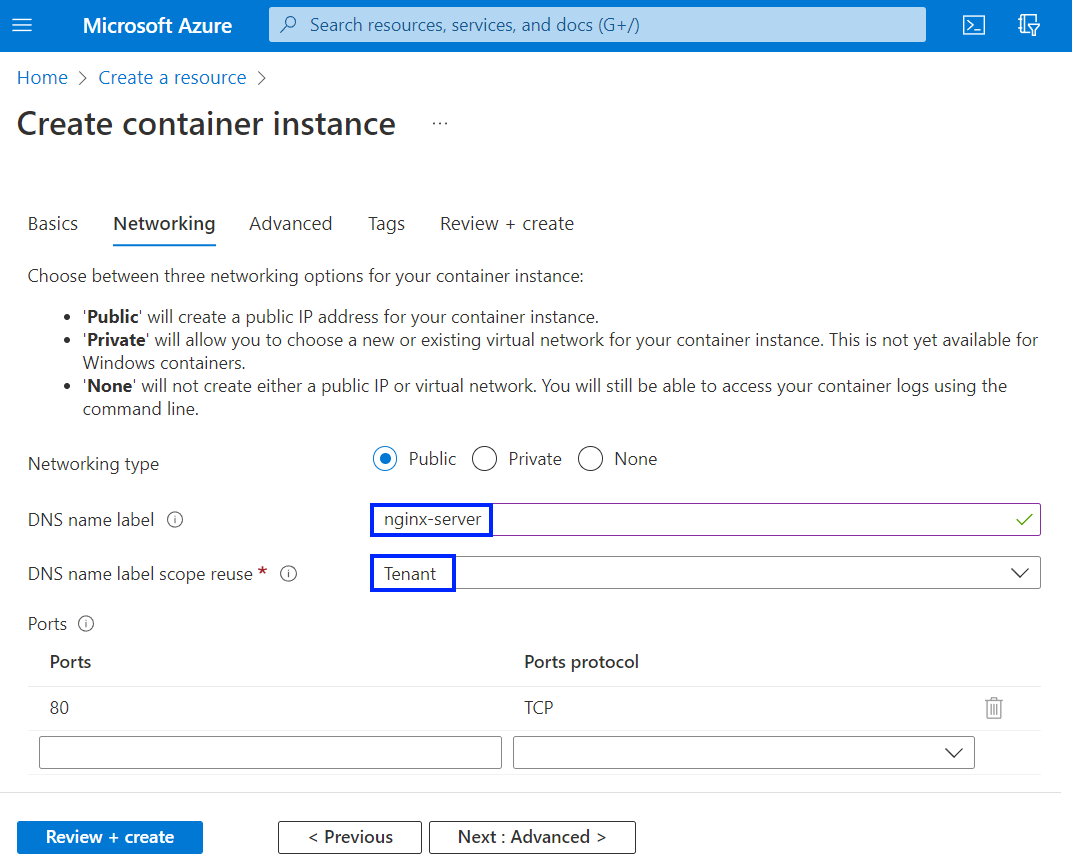 Microsoft Azure
Search resources, services, and docs (G+/)
Home > Create a resource >
Create container instance ...
Basics Networking Advanced Tags Review + create
Choose between three networking options for your container instance:
• 'Public' will create a public IP address for your container instance.
• 'Private' will allow you to choose a new or existing virtual network for your container instance. This is not yet available for
Windows containers.
• 'None' will not create either a public IP or virtual network. You will still be able to access your container logs using the
command line.
Networking type Public Private None
DNS name label nginx-server
DNS name label scope reuse * Tenant
Ports
Ports Ports protocol
80 TCP
Review + create < Previous Next : Advanced >